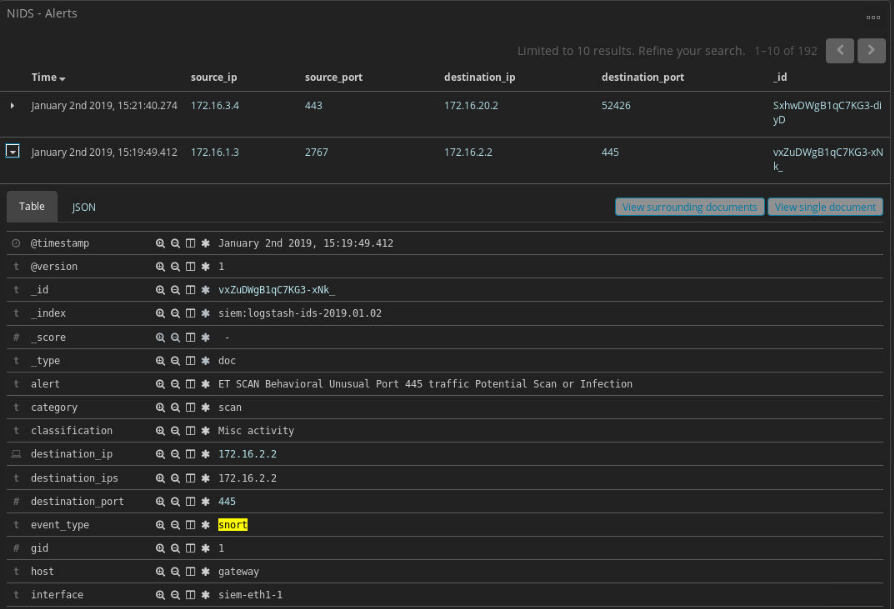 NIDS - Alerts
Limited to 10 results. Refine your search. 1–10 of 192
Time source_ip source_port destination_ip destination_port _id
January 2nd 2019, 15:21:40.274 172.16.3.4 443 172.16.20.2 52426 SxhwDWgB1qC7KG3-di
yD
January 2nd 2019, 15:19:49.412 172.16.1.3 2767 172.16.2.2 445 vxZuDWgB1qC7KG3-xN
k_
Table JSON View surrounding documents View single document
@timestamp January 2nd 2019, 15:19:49.412
t @version 1
t _id vxZuDWgB1qC7KG3-xNk_
t _index siem:logstash-ids-2019.01.02
# _score -
t _type doc
t alert ET SCAN Behavioral Unusual Port 445 traffic Potential Scan or Infection
t category scan
t classification Misc activity
destination_ip 172.16.2.2
t destination_ips 172.16.2.2
# destination_port 445
t event_type snort
# gid 1
t host gateway
t interface siem-eth1-1